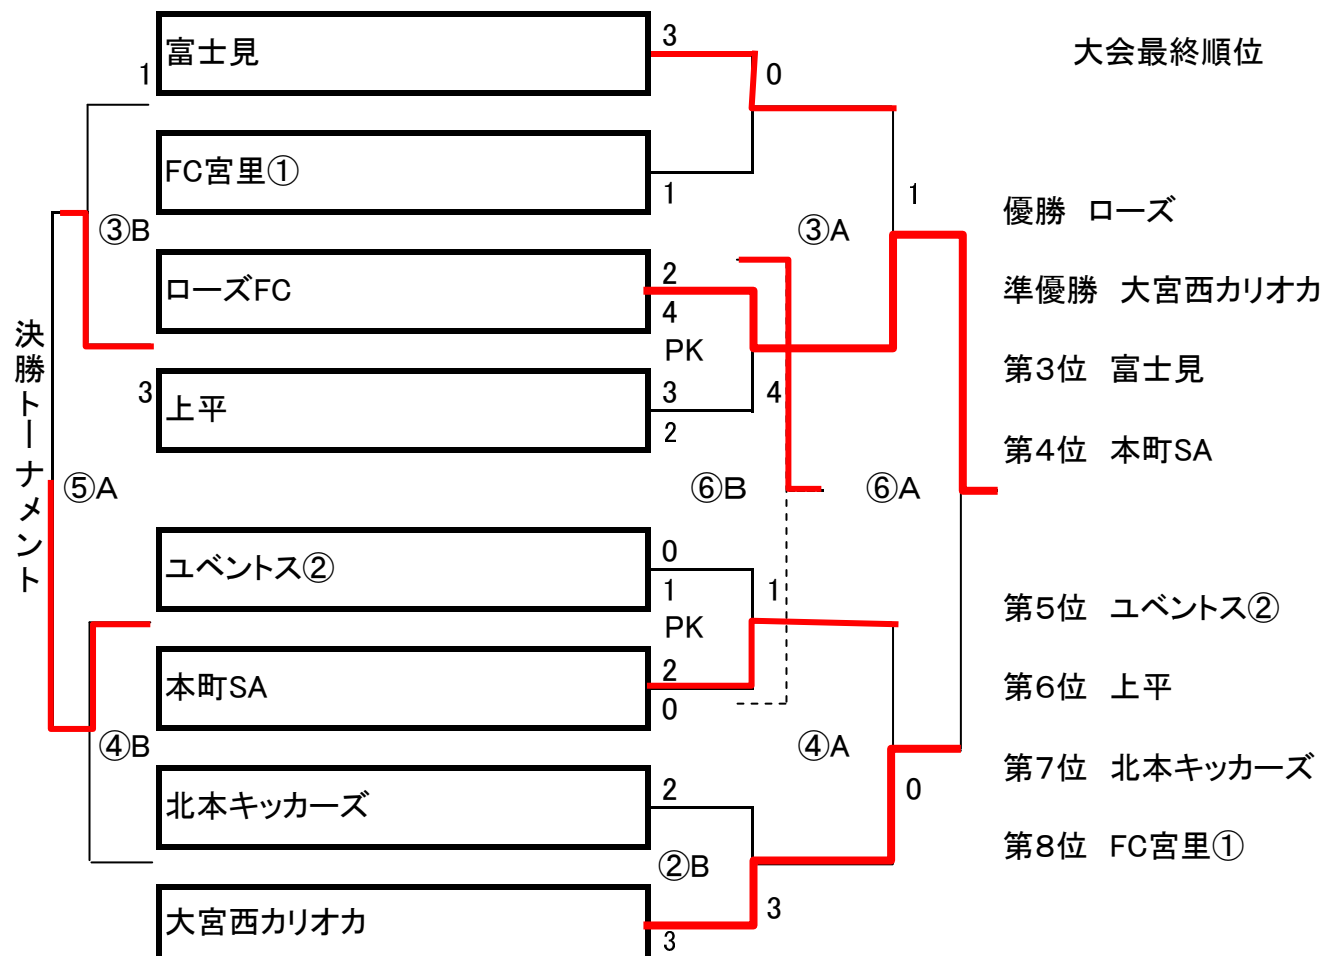 大会最終順位
富士見
3
1
0
FC宮里①
1
③B
③A
1
優勝 ローズ
ローズFC
2
4
PK
準優勝 大宮西カリオカ
上平
3
3
2
4
第3位 富士見
第4位 本町SA
決勝トーナメント
⑤A
⑥B
⑥A
ユベントス②
0
1
PK
1
第5位 ユベントス②
本町SA
2
0
第6位 上平
④B
④A
北本キッカーズ
2
0
第7位 北本キッカーズ
②B
第8位 FC宮里①
大宮西カリオカ
3
3